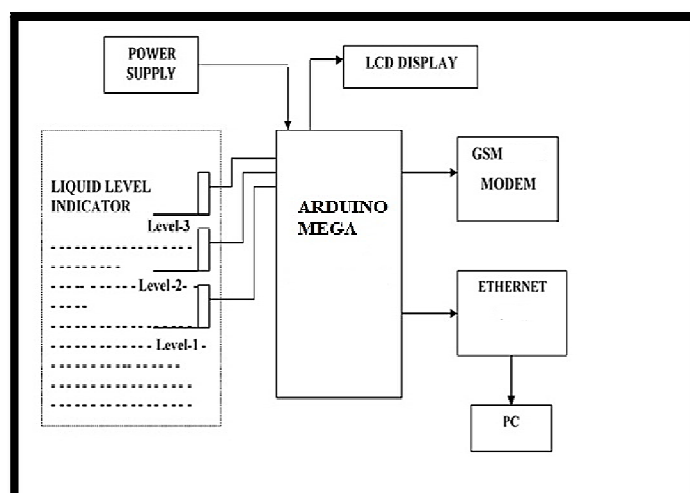 POWER
SUPPLY
LCD DISPLAY
LIQUID LEVEL
INDICATOR
Level-3
Level-2-
Level-1 -
ARDUINO
MEGA
GSM
MODEM
ETHERNET
PC